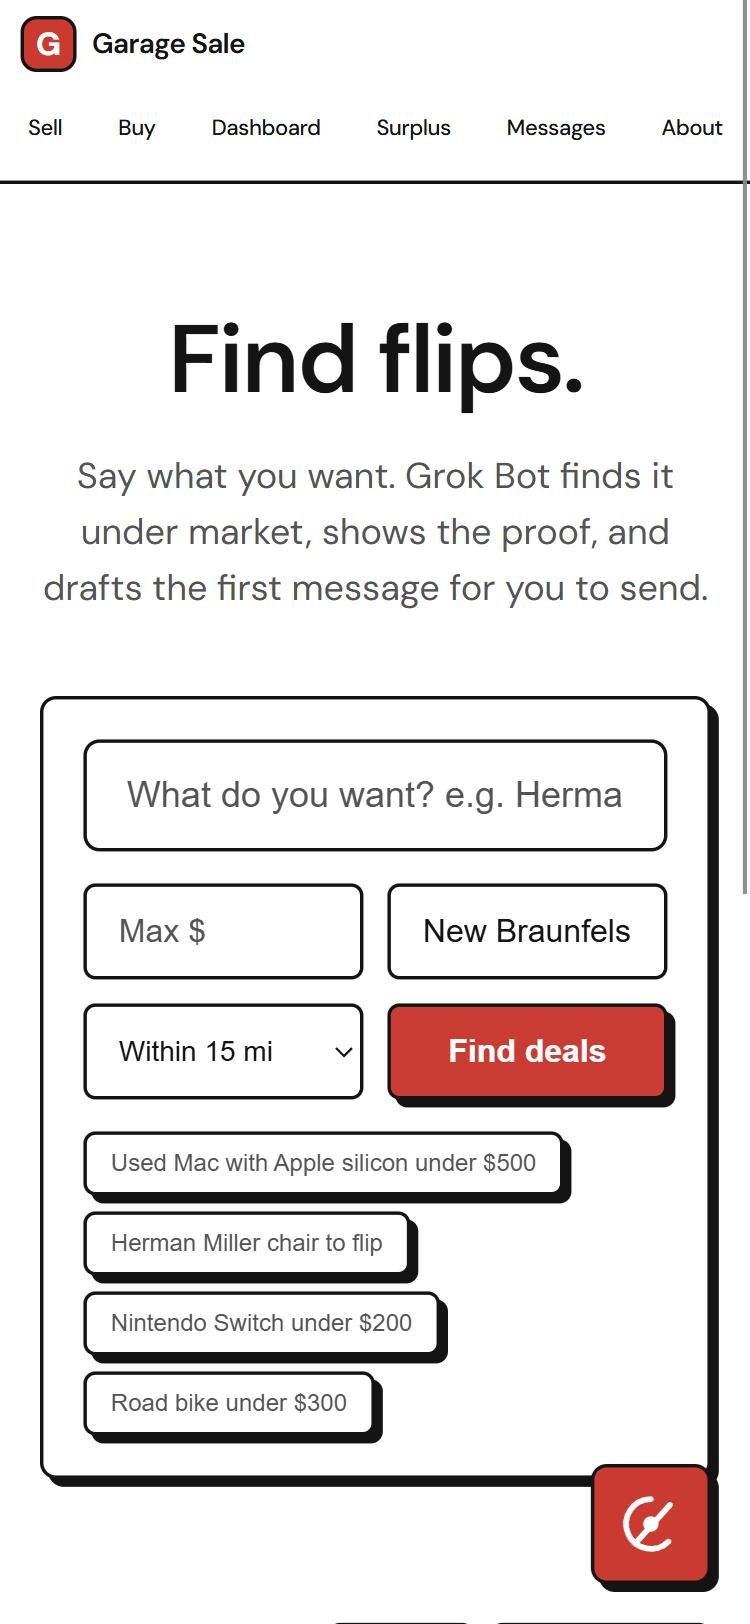 G Garage Sale
Sell Buy Dashboard Surplus Messages About
Find flips.
Say what you want. Grok Bot finds it
under market, shows the proof, and
drafts the first message for you to send.
What do you want? e.g. Herma
Max $ New Braunfels
Within 15 mi Find deals
Used Mac with Apple silicon under $500
Herman Miller chair to flip
Nintendo Switch under $200
Road bike under $300